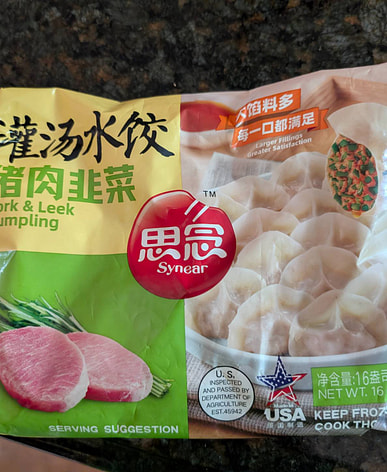 灌汤水饺
猪肉韭菜
ork & Leek
umpling
馅料多
每一口都满足
Larger Fillings
Greater Satisfaction
TM
思念
Synear
U. S.
INSPECTED
AND PASSED BY
DEPARTMENT OF
AGRICULTURE
EST.45942
USA
净含量:16盎司
NET WT. 16
KEEP FROZ
COOK THO
SERVING SUGGESTION